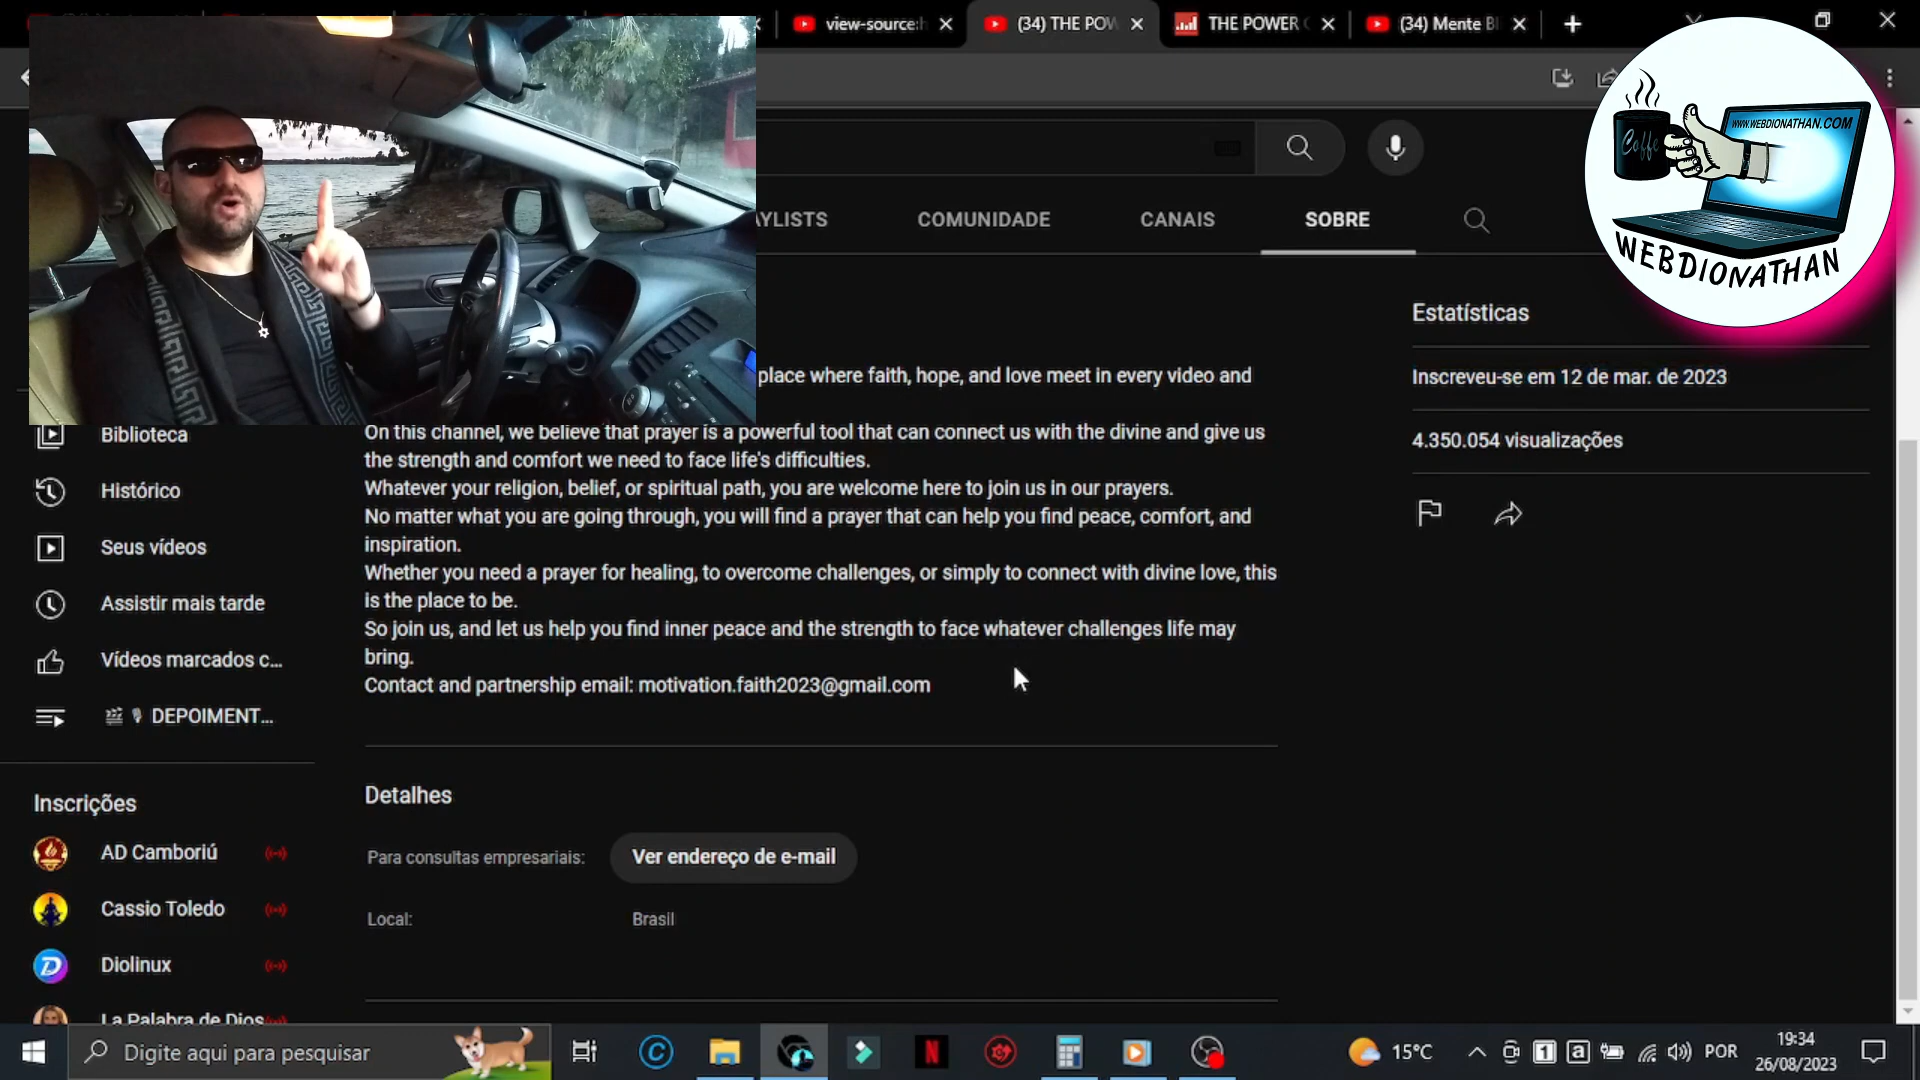 view-source:h
(34) THE POW
THE POWER
(34) Mente B
WWW.WEBDIONATHAN.COM
Coffe
WEBDIONATHAN
AYLISTS
COMUNIDADE
CANAIS
SOBRE
Estatísticas
Inscreveu-se em 12 de mar. de 2023
4.350.054 visualizações
place where faith, hope, and love meet in every video and
On this channel, we believe that prayer is a powerful tool that can connect us with the divine and give us
the strength and comfort we need to face life's difficulties.
Whatever your religion, belief, or spiritual path, you are welcome here to join us in our prayers.
No matter what you are going through, you will find a prayer that can help you find peace, comfort, and
inspiration.
Whether you need a prayer for healing, to overcome challenges, or simply to connect with divine love, this
is the place to be.
So join us, and let us help you find inner peace and the strength to face whatever challenges life may
bring.
Contact and partnership email: motivation.faith2023@gmail.com
Detalhes
Para consultas empresariais:
Ver endereço de e-mail
Local:
Brasil
Biblioteca
Histórico
Seus vídeos
Assistir mais tarde
Vídeos marcados c...
DEPOIMENT...
Inscrições
AD Camboriú
Cassio Toledo
Diolinux
La Palabra de Dios
Digite aqui para pesquisar
15°C
POR
19:34
26/08/2023